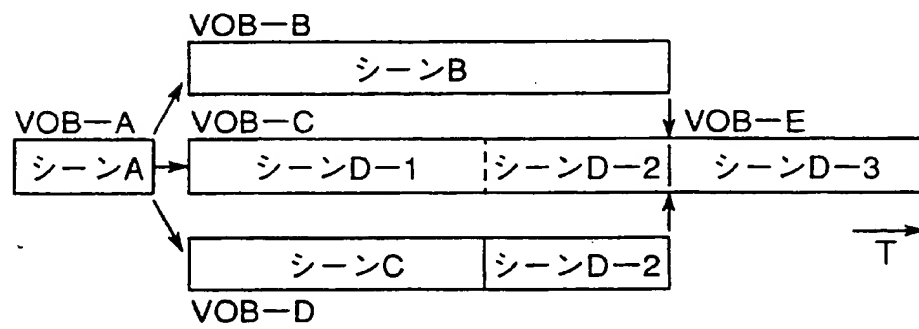 VOB—B
シーンB
VOB—A VOB—C VOB—E
シーンA シーンD−1 シーンD−2 シーンD−3
T
シーンC シーンD−2
VOB—D